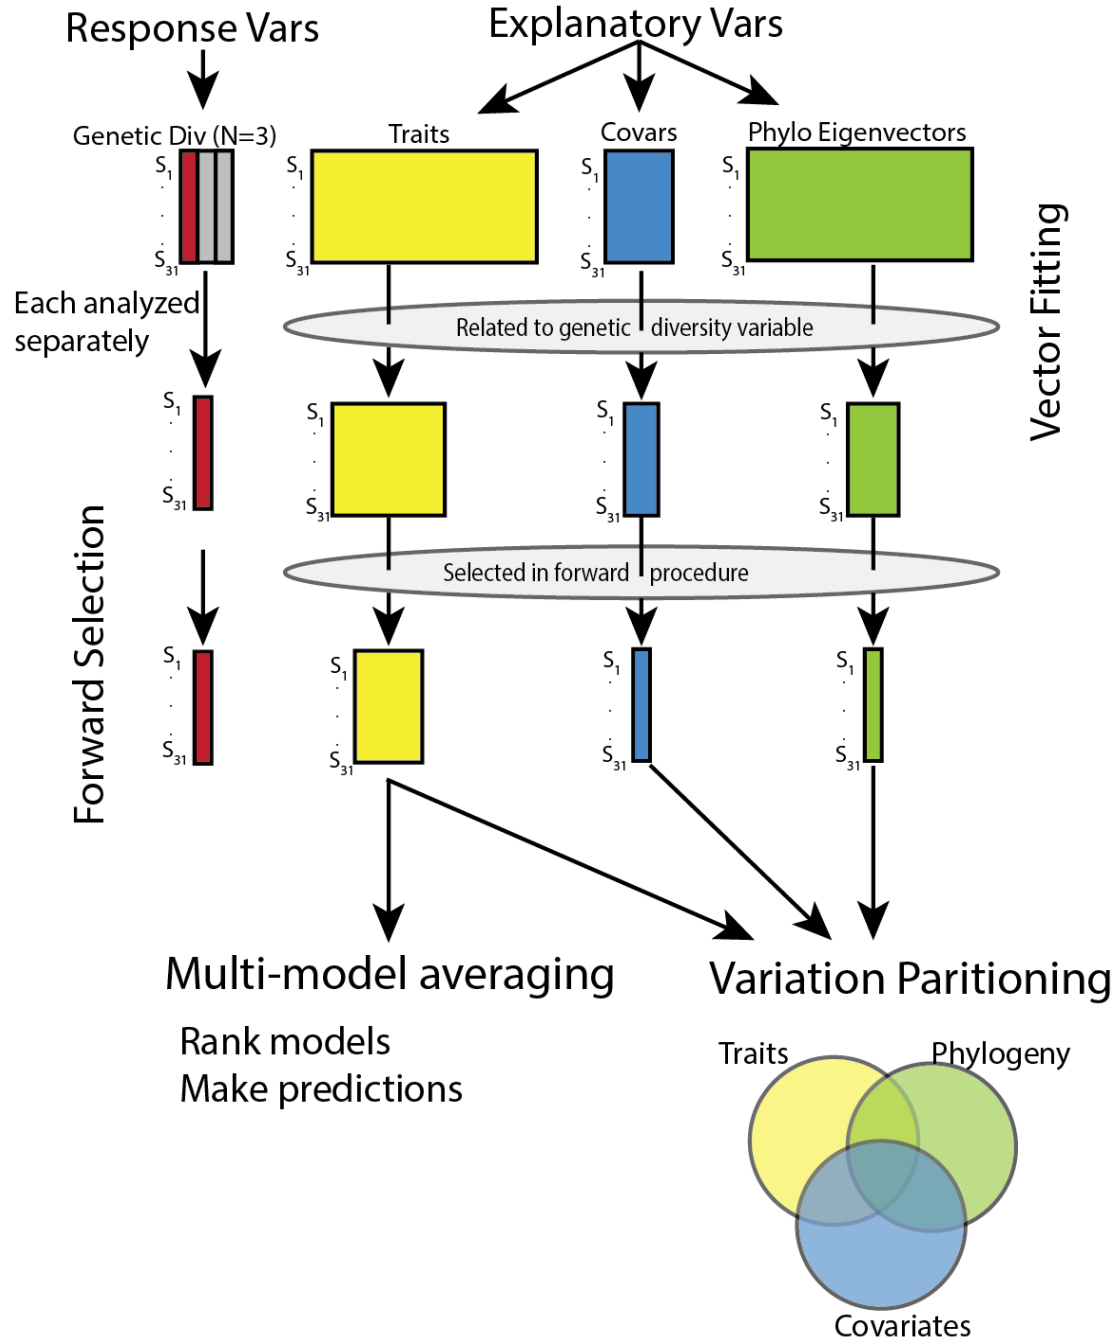 Response Vars
Explanatory Vars
Genetic Div (N=3)
Traits
Covars
Phylo Eigenvectors
S1
.
.
.
S31
S1
.
.
.
S31
S1
.
.
.
S31
S1
.
.
.
S31
Each analyzed
separately
Related to genetic diversity variable
Vector Fitting
S1
.
.
.
S31
S1
.
.
.
S31
S1
.
.
.
S31
S1
.
.
.
S31
Selected in forward procedure
Forward Selection
S1
.
.
.
S31
S1
.
.
.
S31
S1
.
.
.
S31
S1
.
.
.
S31
Multi-model averaging
Rank models
Make predictions
Variation Paritioning
Traits
Phylogeny
Covariates